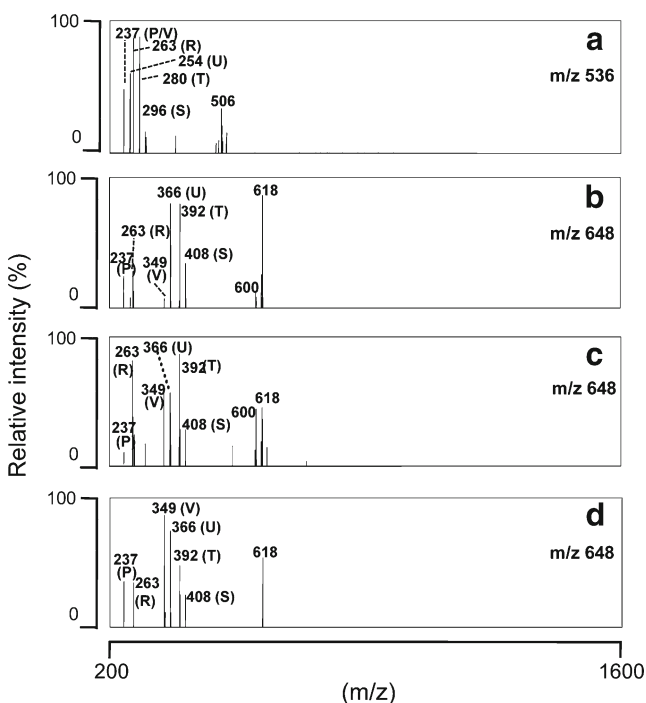 Relative intensity (%)
100
0
237 (P/V)
263 (R)
254 (U)
280 (T)
296 (S)
506
a
m/z 536
100
0
366 (U)
618
b
392 (T)
263 (R)
m/z 648
237
(P)
349
(V)
408 (S)
600
100
0
263
(R)
366 (U)
392(T)
c
349
(V)
m/z 648
600
618
237
(P)
408 (S)
100
0
349 (V)
d
366 (U)
392 (T)
618
m/z 648
237
(P)
263
(R)
408 (S)
200
1600
(m/z)